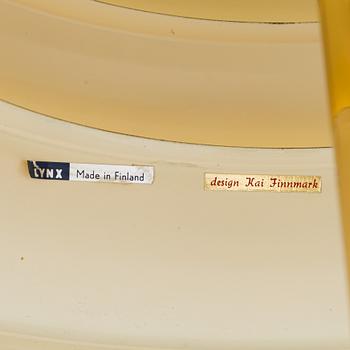 LYNX Made in Finland
design Kai Finnmark